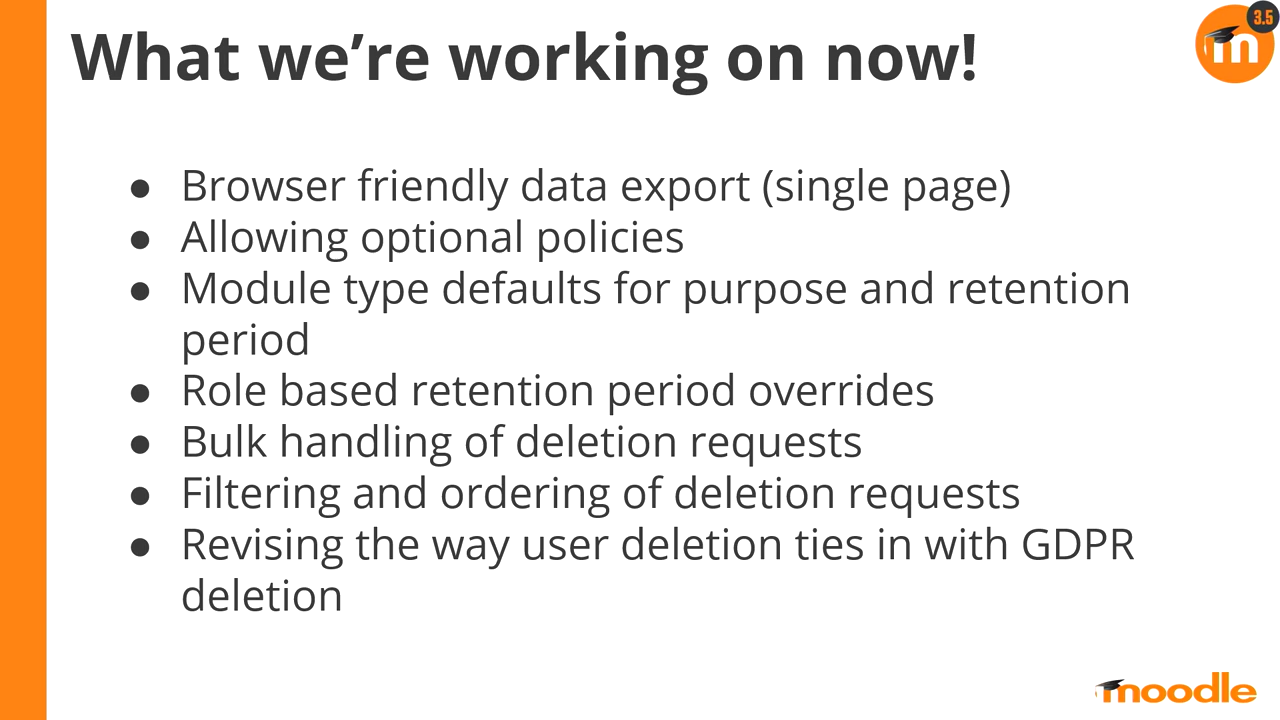 What we’re working on now!
3.5
m
● Browser friendly data export (single page)
● Allowing optional policies
● Module type defaults for purpose and retention
period
● Role based retention period overrides
● Bulk handling of deletion requests
● Filtering and ordering of deletion requests
● Revising the way user deletion ties in with GDPR
deletion
moodle